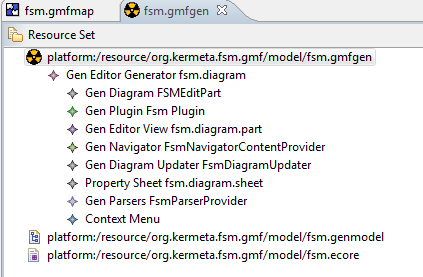 fsm.gmfmap fsm.gmfgen
Resource Set
platform:/resource/org.kermeta.fsm.gmf/model/fsm.gmfgen
Gen Editor Generator fsm.diagram
Gen Diagram FSMEditPart
Gen Plugin Fsm Plugin
Gen Editor View fsm.diagram.part
Gen Navigator FsmNavigatorContentProvider
Gen Diagram Updater FsmDiagramUpdater
Property Sheet fsm.diagram.sheet
Gen Parsers FsmParserProvider
Context Menu
platform:/resource/org.kermeta.fsm.gmf/model/fsm.genmodel
platform:/resource/org.kermeta.fsm.gmf/model/fsm.ecore